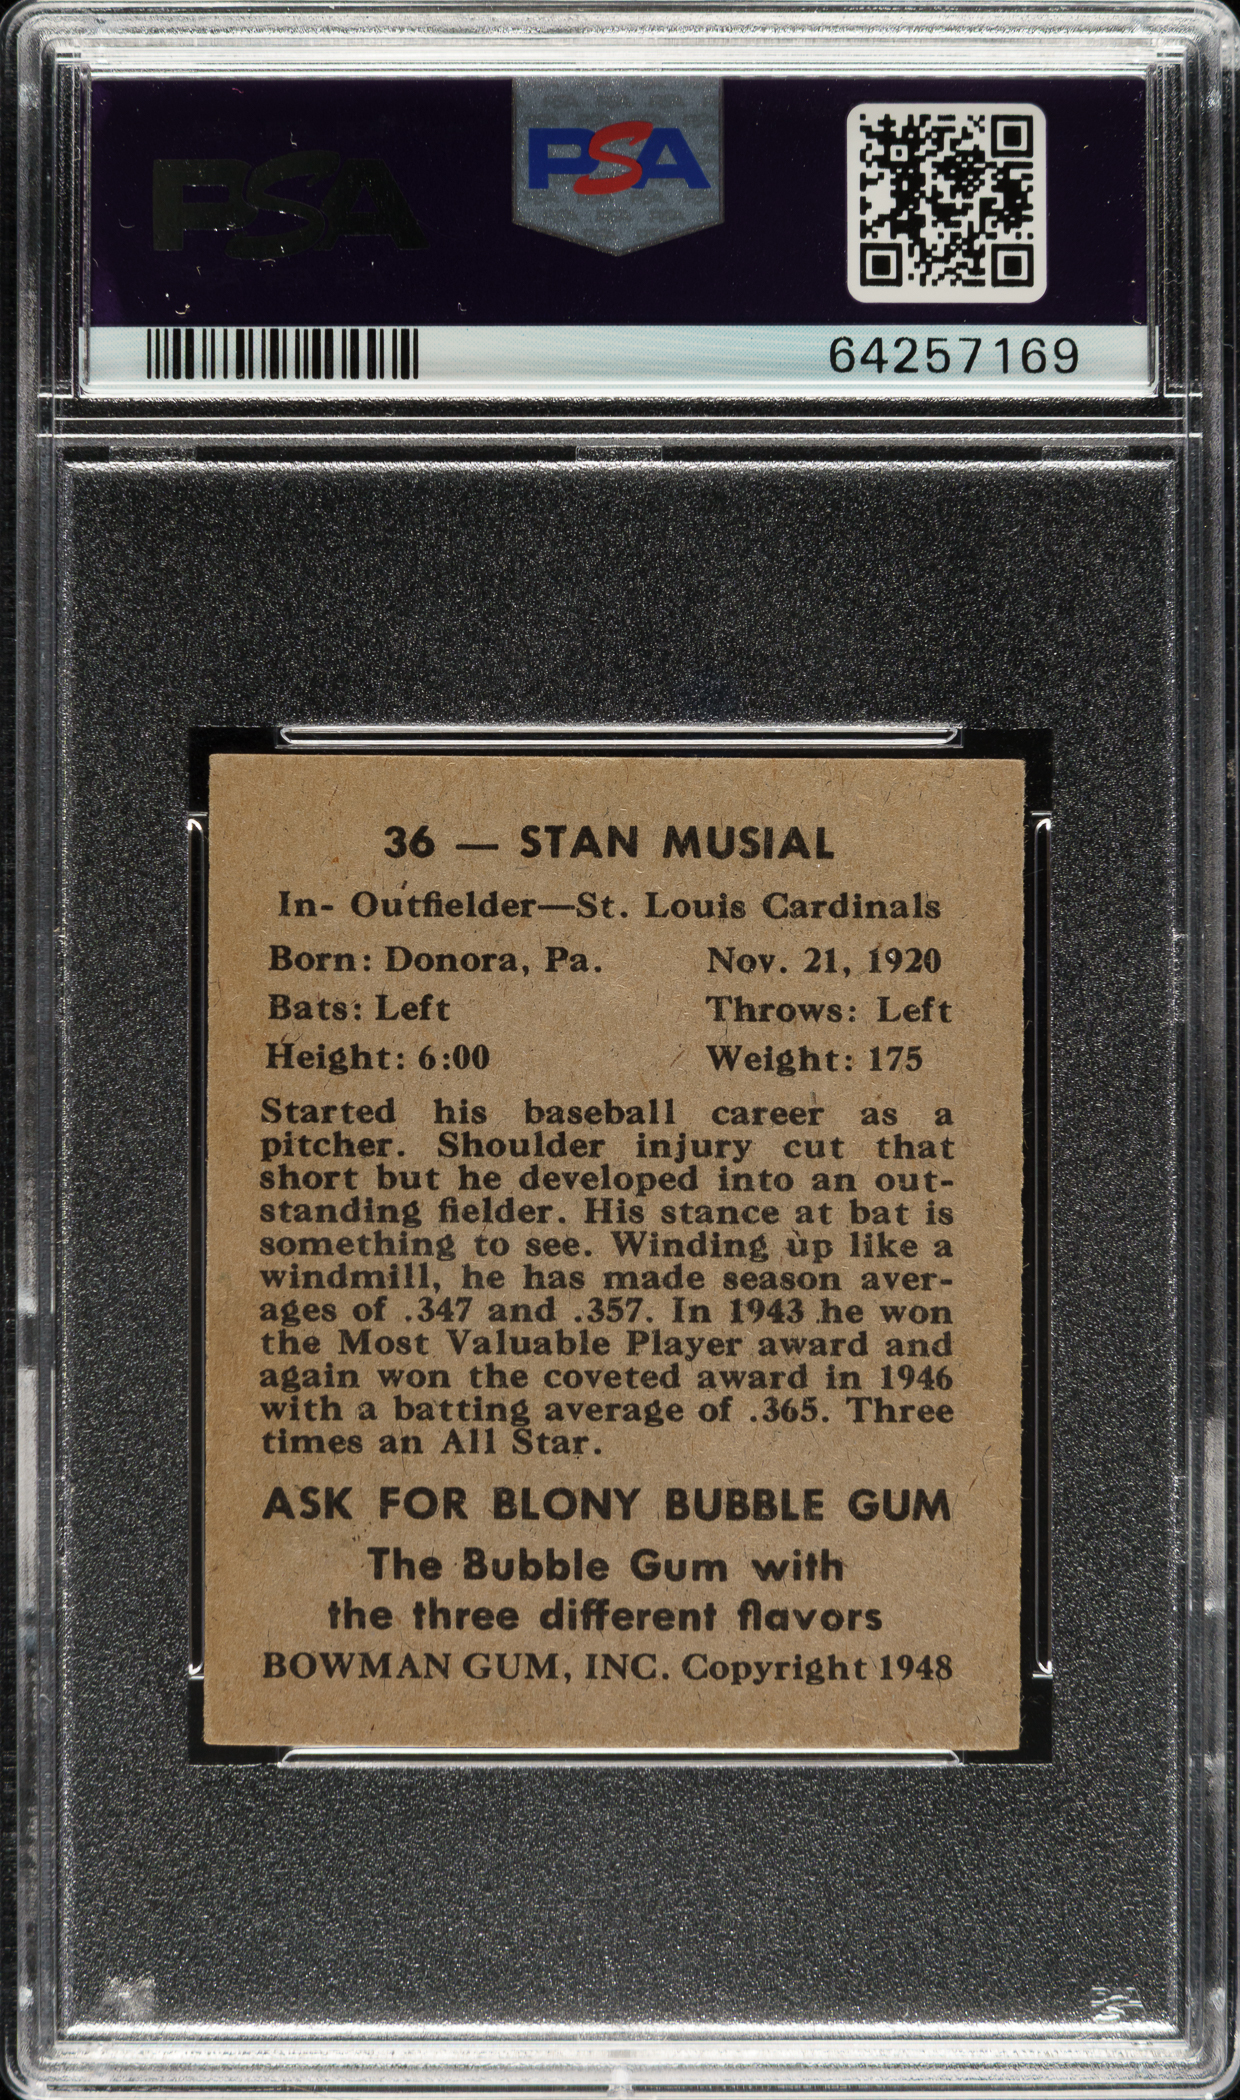 PSA
PSA
64257169
36 — STAN MUSIAL
In- Outfielder—St. Louis Cardinals
Born: Donora, Pa. Nov. 21, 1920
Bats: Left Throws: Left
Height: 6:00 Weight: 175
Started his baseball career as a
pitcher. Shoulder injury cut that
short but he developed into an out-
standing fielder. His stance at bat is
something to see. Winding up like a
windmill, he has made season aver-
ages of .347 and .357. In 1943 he won
the Most Valuable Player award and
again won the coveted award in 1946
with a batting average of .365. Three
times an All Star.
ASK FOR BLONY BUBBLE GUM
The Bubble Gum with
the three different flavors
BOWMAN GUM, INC. Copyright 1948